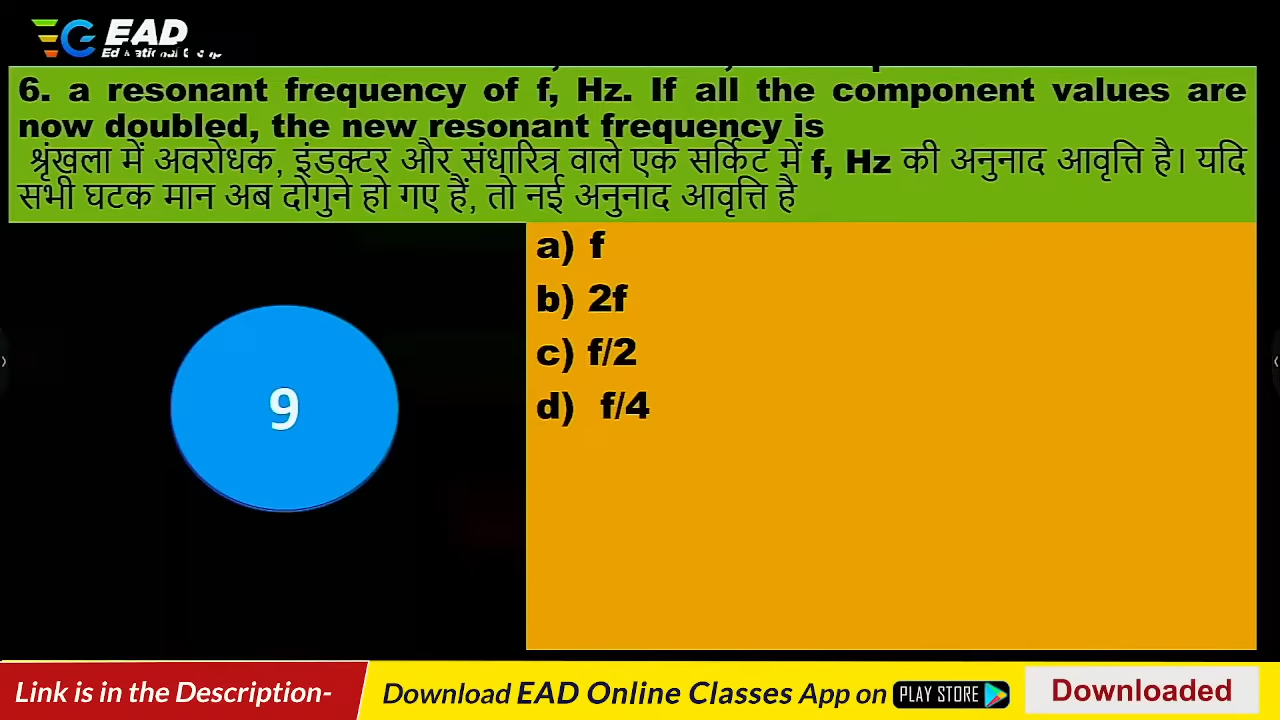 EAD
6. a resonant frequency of f, Hz. If all the component values are
now doubled, the new resonant frequency is
श्रृंखला में अवरोधक, इंडक्टर और संधारित्र वाले एक सर्किट में f, Hz की अनुनाद आवृत्ति है। यदि
सभी घटक मान अब दोगुने हो गए हैं, तो नई अनुनाद आवृत्ति है
a) f
b) 2f
c) f/2
d) f/4
9
Link is in the Description-
Download EAD Online Classes App on PLAY STORE
Downloaded